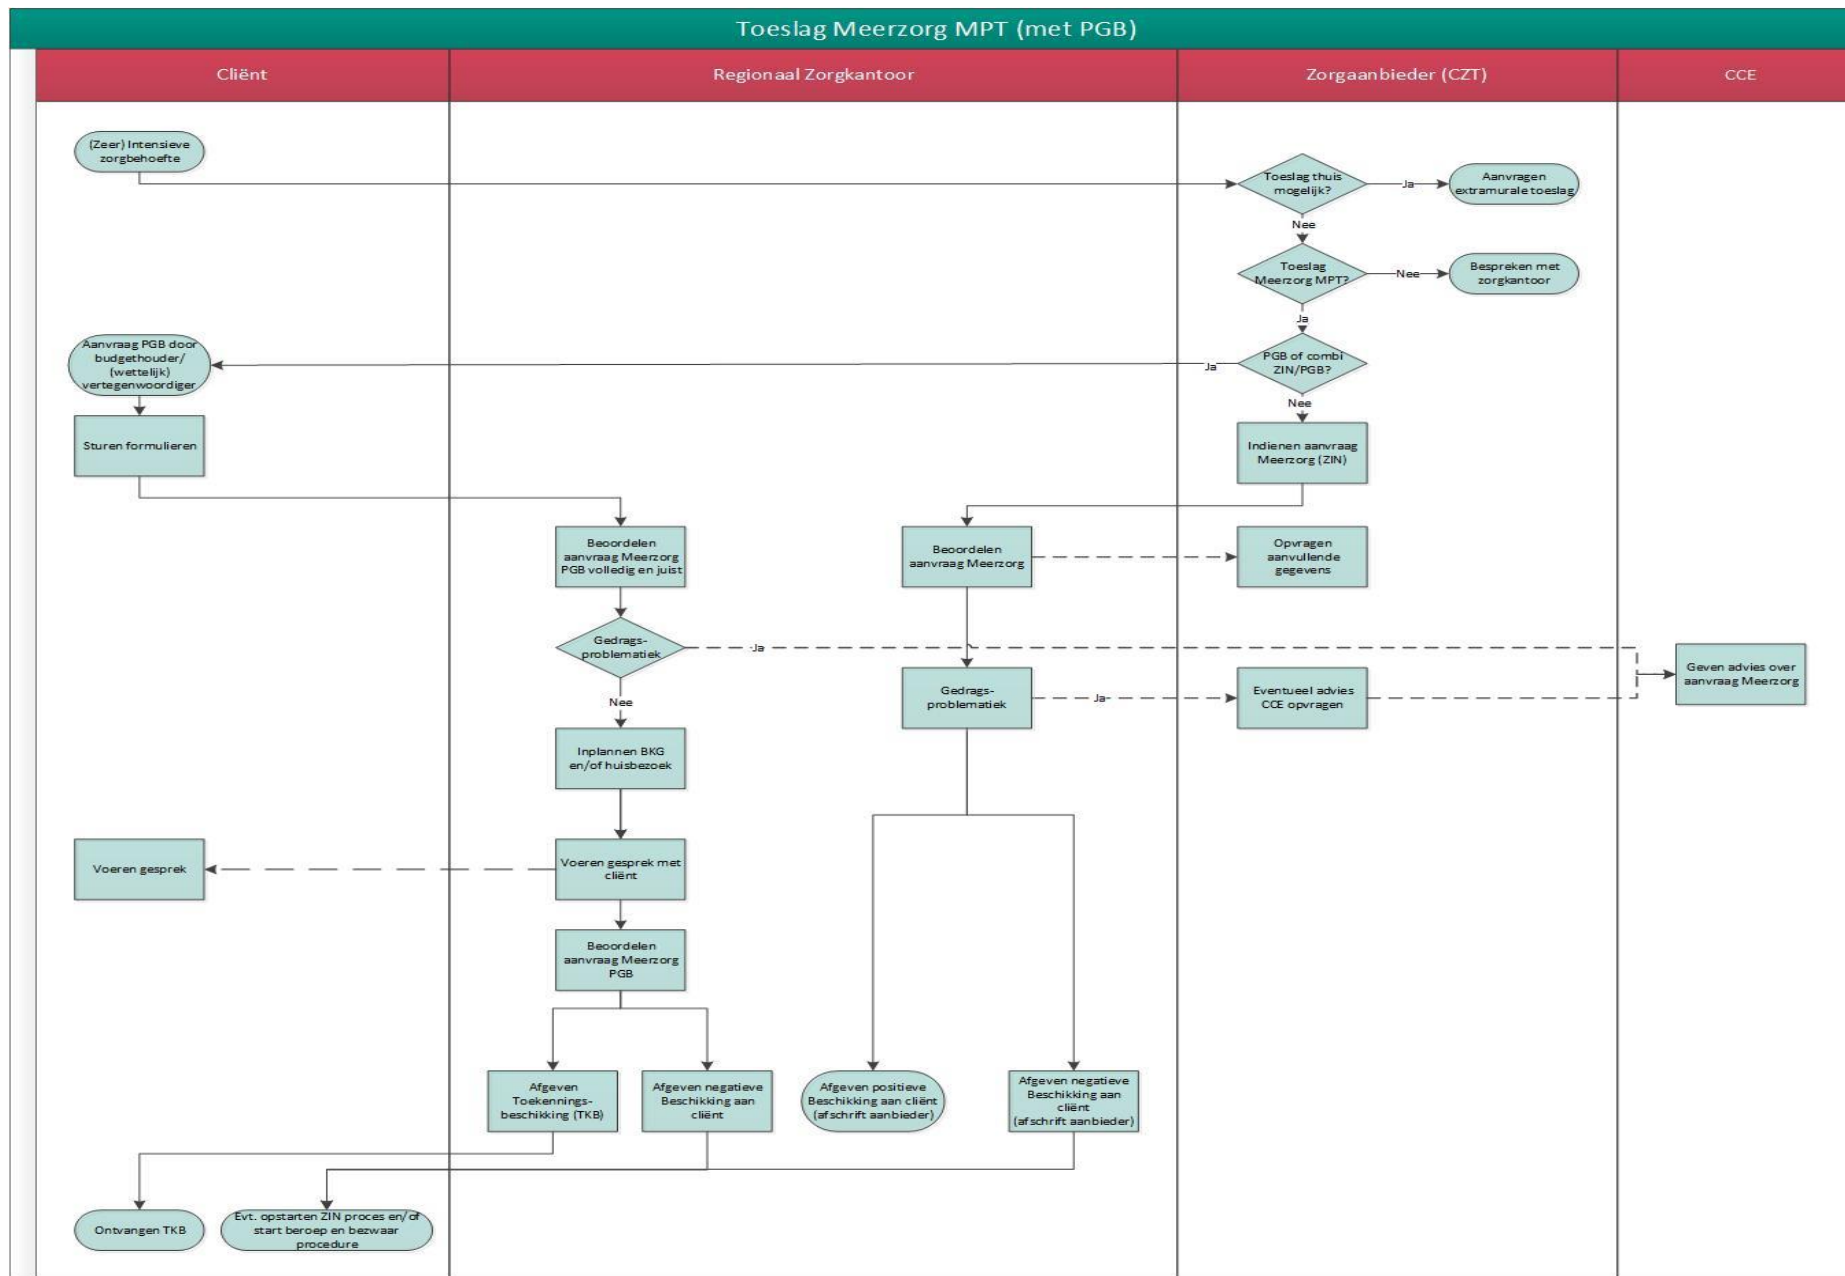 Toeslag Meerzorg MPT (met PGB)
Cliënt
Regionaal Zorgkantoor
Zorgaanbieder (CZT)
CCE
(Zeer) Intensieve
zorgbehoefte
Toeslag thuis
mogelijk?
Ja
Aanvragen
extramurale toeslag
Nee
Toeslag
Meerzorg MPT?
Nee
Bespreken met
zorgkantoor
Ja
Aanvraag PGB door
budgethouder/
(wettelijk)
vertegenwoordiger
PGB of combi
ZIN/PGB?
Ja
Nee
Sturen formulieren
Indienen aanvraag
Meerzorg (ZIN)
Beoordelen
aanvraag Meerzorg
PGB volledig en juist
Beoordelen
aanvraag Meerzorg
Opvragen
aanvullende
gegevens
Gedrags-
problematiek
Ja
Geven advies over
aanvraag Meerzorg
Nee
Gedrags-
problematiek
Ja
Eventueel advies
CCE opvragen
Inplannen BKG
en/of huisbezoek
Voeren gesprek
Voeren gesprek met
cliënt
Beoordelen
aanvraag Meerzorg
PGB
Afgeven
Toekennings-
beschikking (TKB)
Afgeven negatieve
Beschikking aan
cliënt
Afgeven positieve
Beschikking aan cliënt
(afschrift aanbieder)
Afgeven negatieve
Beschikking aan
cliënt
(afschrift aanbieder)
Ontvangen TKB
Evt. opstarten ZIN proces en/of
start beroep en bezwaar
procedure